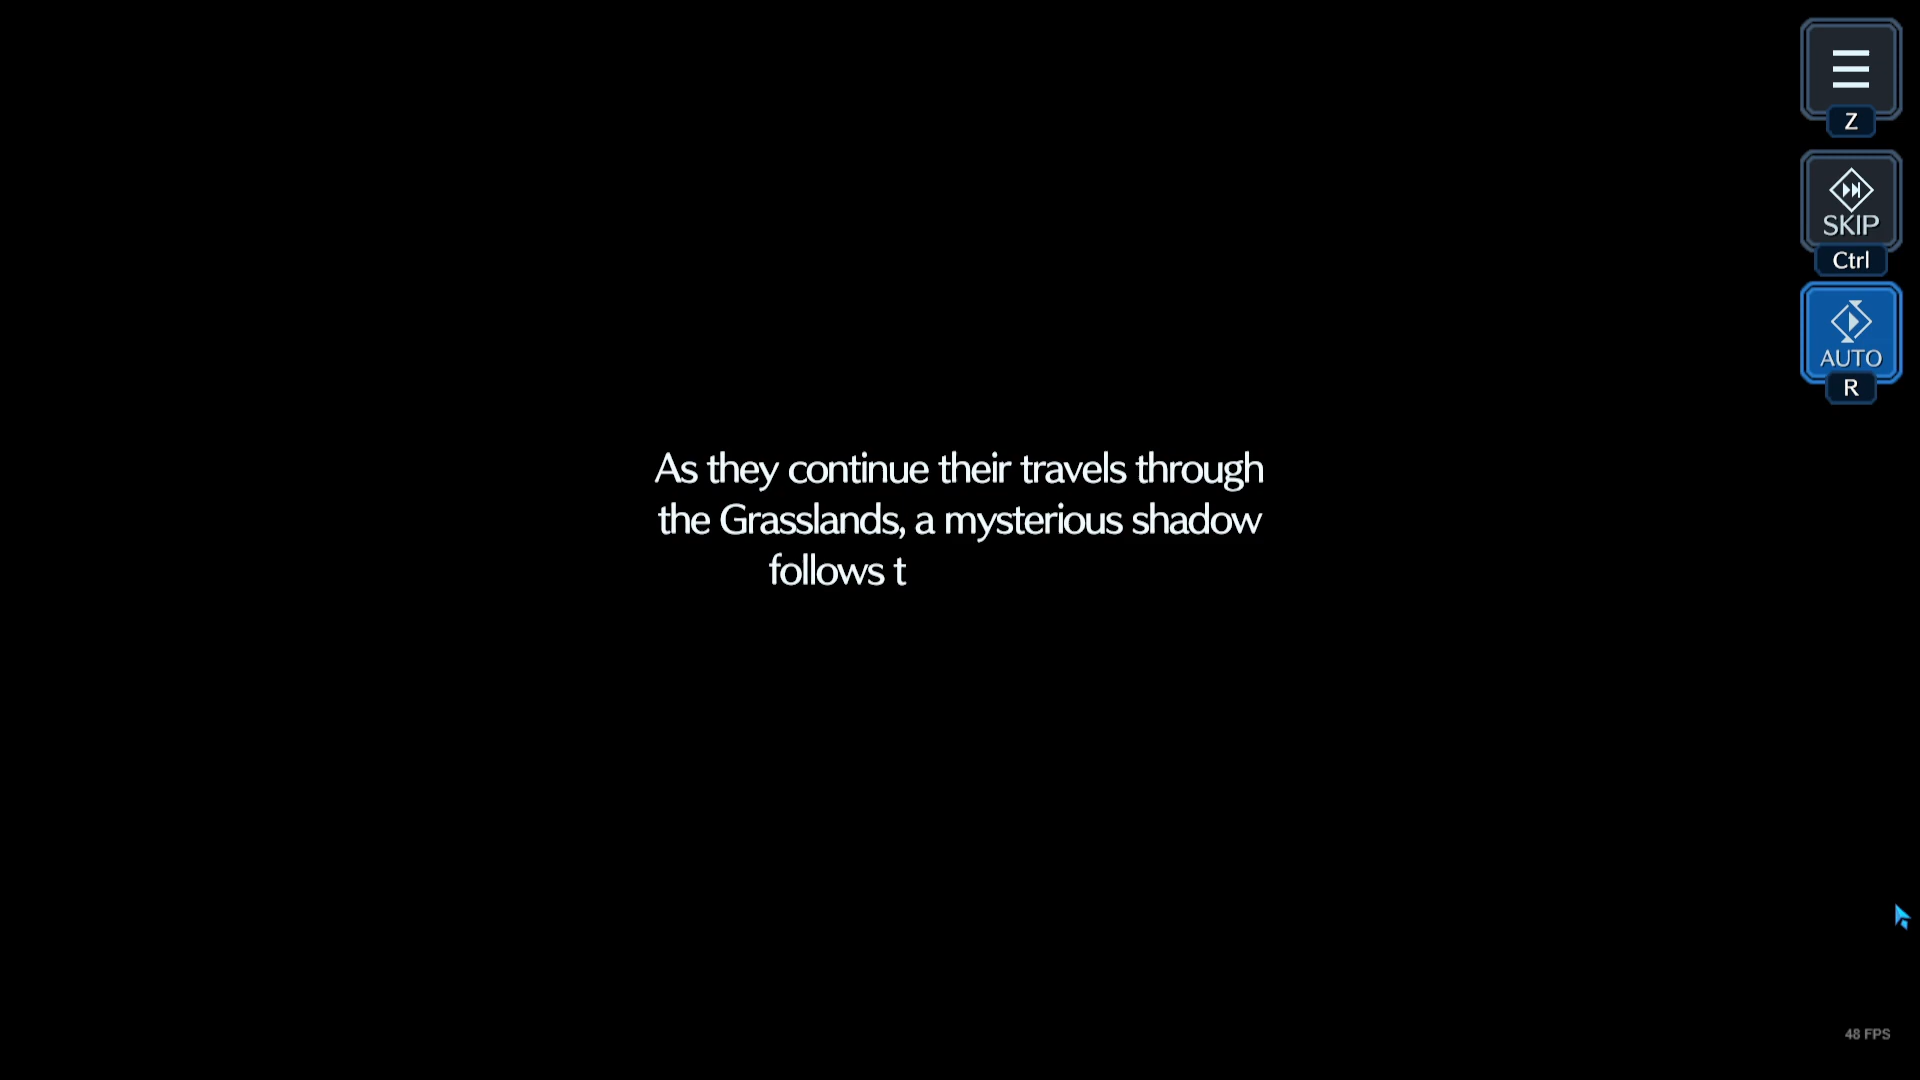 Z
SKIP
Ctrl
AUTO
R
As they continue their travels through
the Grasslands, a mysterious shadow
follows t
48 FPS